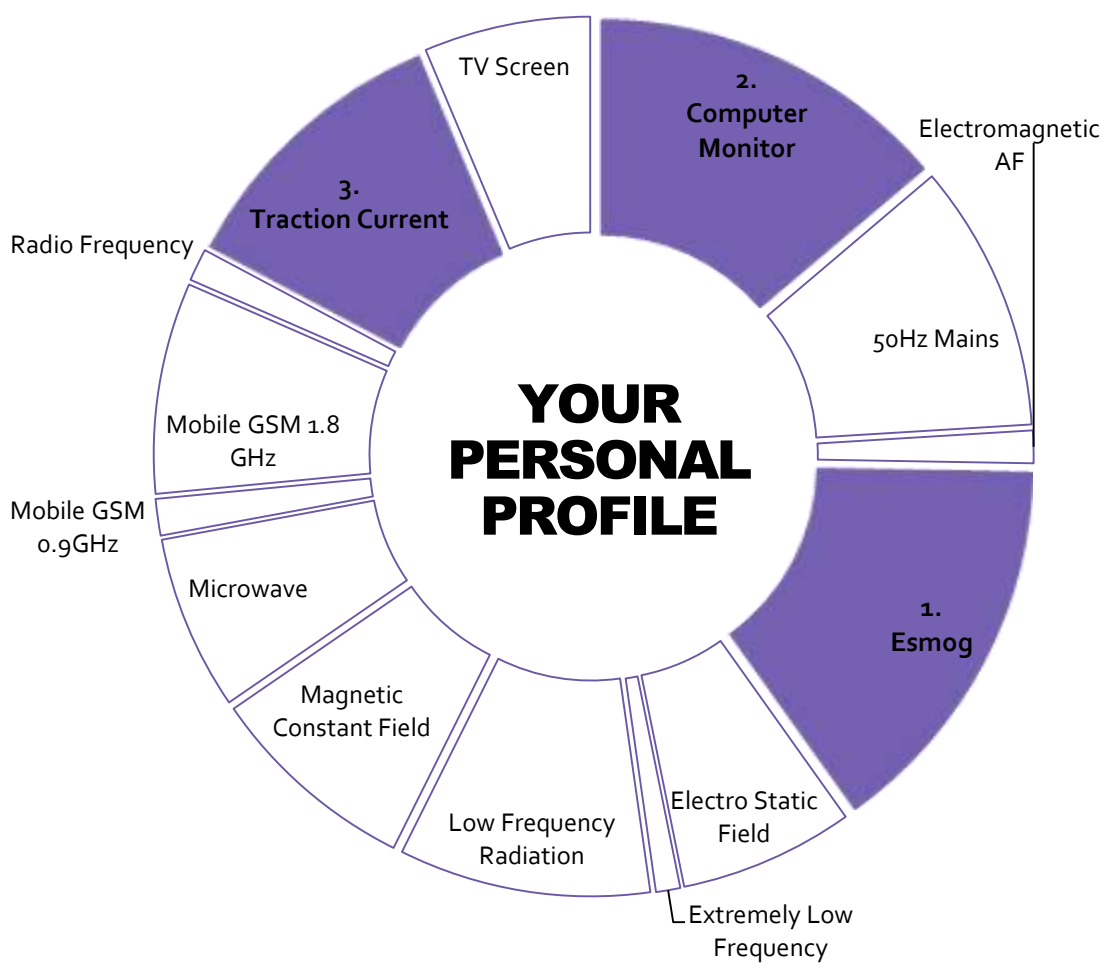 TV Screen
2.
Computer
Monitor
Electromagnetic
AF
50Hz Mains
1.
Esmog
Electro Static
Field
Extremely Low
Frequency
Low Frequency
Radiation
Magnetic
Constant Field
Microwave
Mobile GSM
0.9GHz
Mobile GSM 1.8
GHz
Radio Frequency
3.
Traction Current
YOUR
PERSONAL
PROFILE